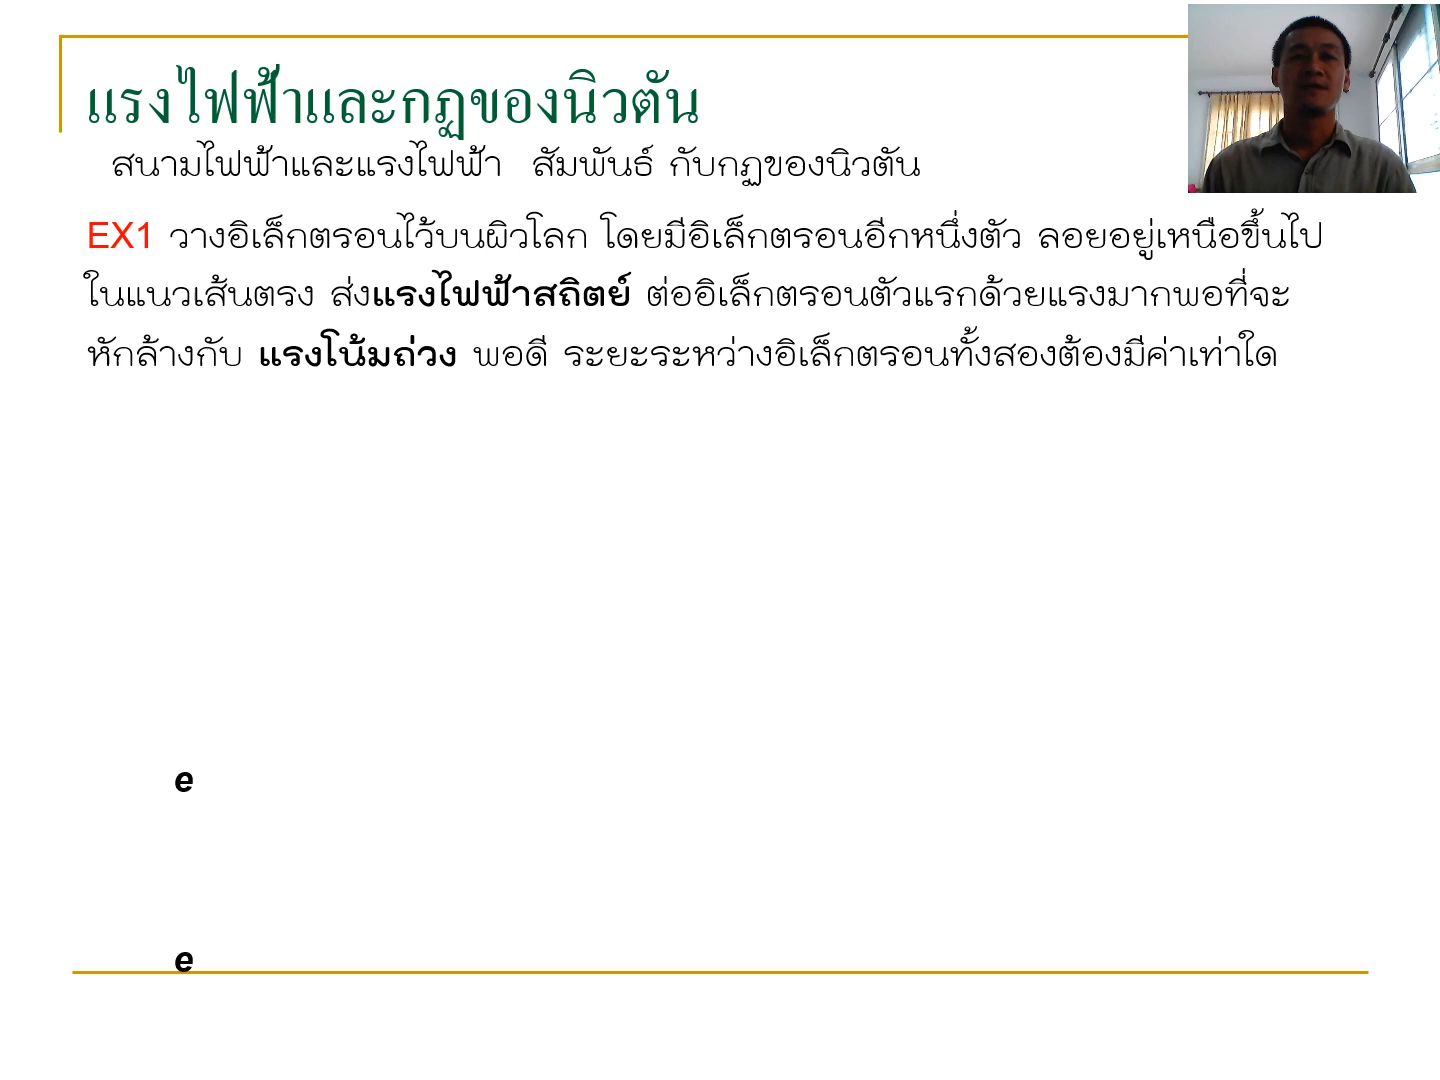 แรงไฟฟ้าและกฏของนิวตัน
สนามไฟฟ้าและแรงไฟฟ้า สัมพันธ์ กับกฏของนิวตัน
EX1 วางอิเล็กตรอนไว้บนผิวโลก โดยมีอิเล็กตรอนอีกหนึ่งตัว ลอยอยู่เหนือขึ้นไป
ในแนวเส้นตรง ส่งแรงไฟฟ้าสถิตย์ ต่ออิเล็กตรอนตัวแรกด้วยแรงมากพอที่จะ
หักล้างกับ แรงโน้มถ่วง พอดี ระยะระหว่างอิเล็กตรอนทั้งสองต้องมีค่าเท่าใด
e
e